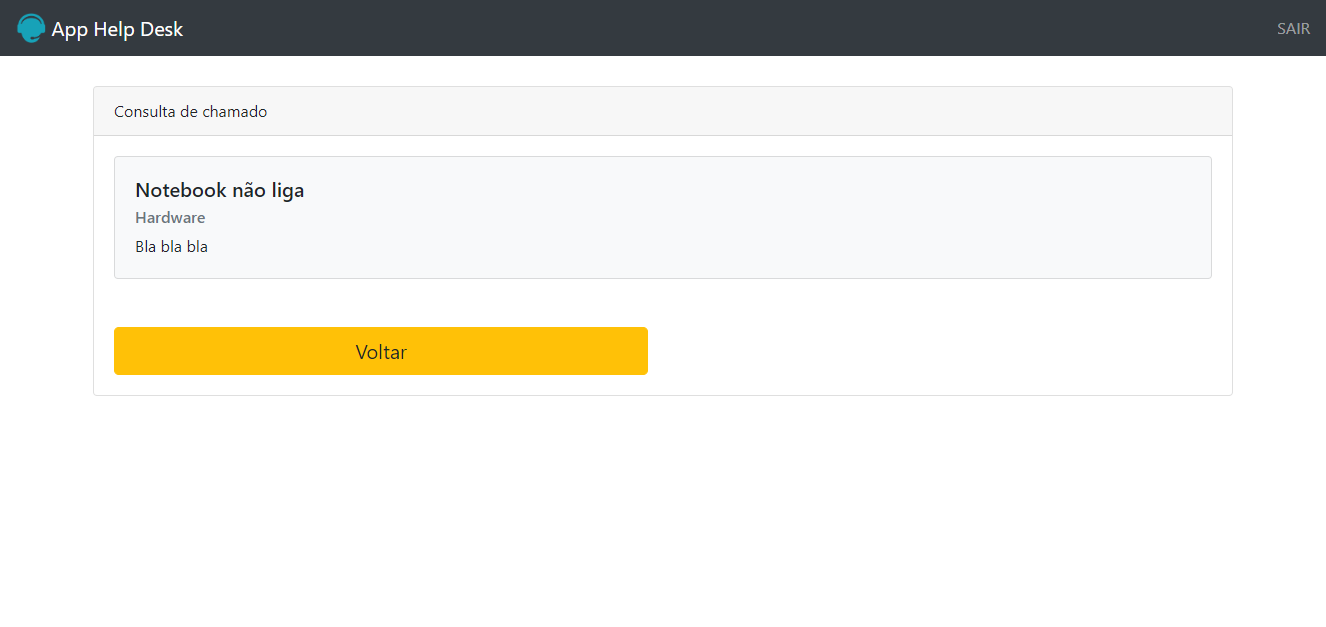 App Help Desk
SAIR
Consulta de chamado
Notebook não liga
Hardware
Bla bla bla
Voltar